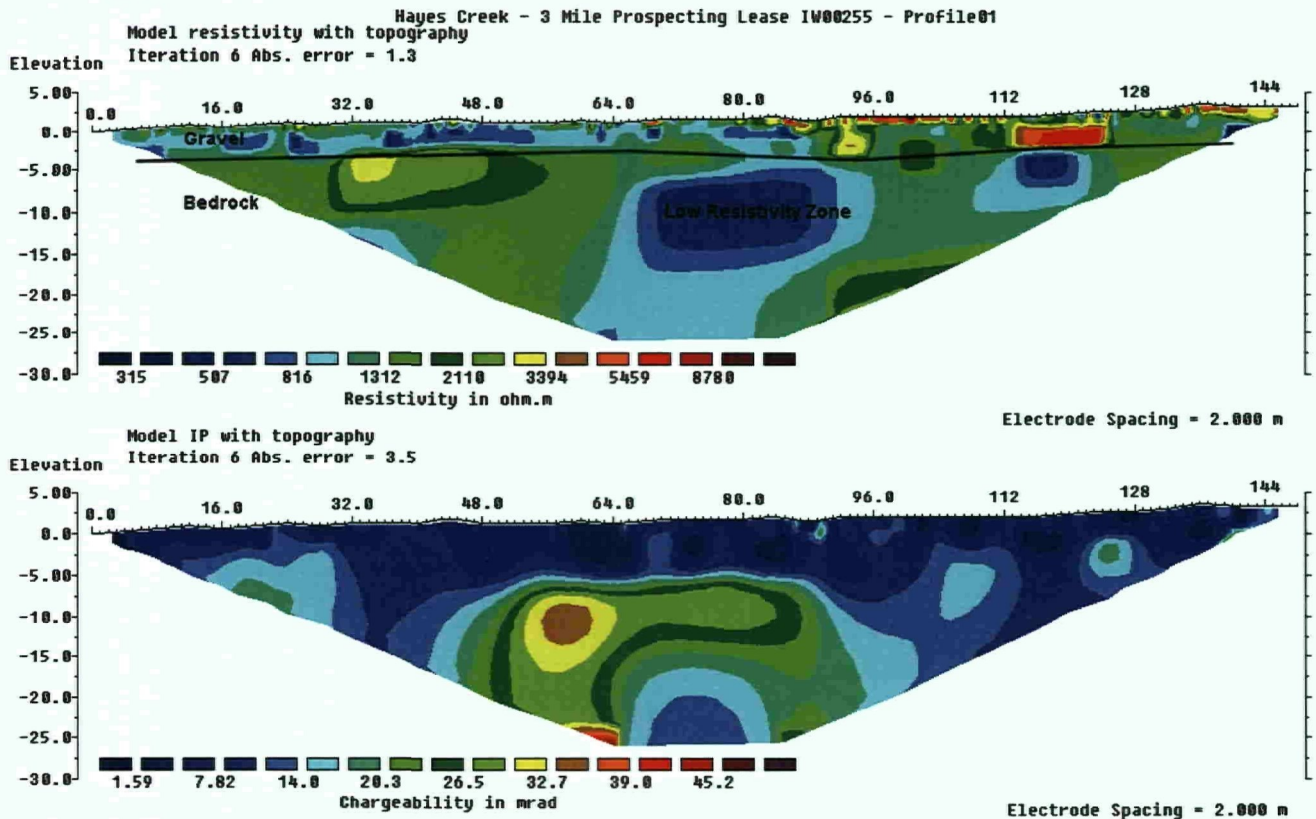 Hayes Creek - 3 Mile Prospecting Lease IW00255 - Profile01
Model resistivity with topography
Iteration 6 Abs. error = 1.3
Elevation
0.0 16.0 32.0 48.0 64.0 80.0 96.0 112 128 144
5.00
0.0
-5.00
-10.0
-15.0
-20.0
-25.0
-30.0
Gravel
Bedrock
Low Resistivity Zone
315 507 816 1312 2110 3394 5459 8780
Resistivity in ohm.m
Electrode Spacing = 2.000 m
Model IP with topography
Iteration 6 Abs. error = 3.5
Elevation
0.0 16.0 32.0 48.0 64.0 80.0 96.0 112 128 144
5.00
0.0
-5.00
-10.0
-15.0
-20.0
-25.0
-30.0
1.59 7.82 14.0 20.3 26.5 32.7 39.0 45.2
Chargeability in mrad
Electrode Spacing = 2.000 m